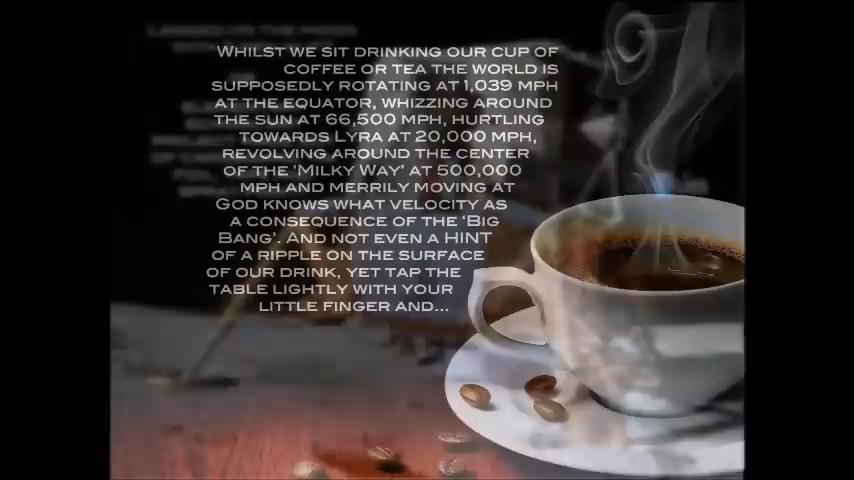 Whilst we sit drinking our cup of
coffee or tea the world is
supposedly rotating at 1,039 mph
at the equator, whizzing around
the sun at 66,500 mph, hurtling
towards Lyra at 20,000 mph,
revolving around the center
of the ‘Milky Way’ at 500,000
mph and merrily moving at
God knows what velocity as
a consequence of the ‘Big
Bang’. And not even a hint
of a ripple on the surface
of our drink, yet tap the
table lightly with your
little finger and...